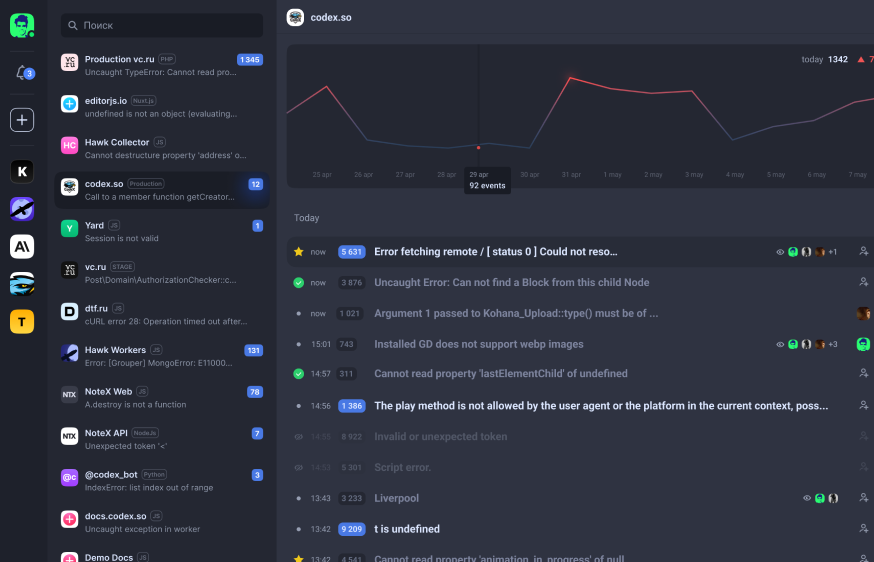 3
K
A\
T
Поиск
vc.ru Production vc.ru PHP 1 345
Uncaught TypeError: Cannot read pro...
editorjs.io Nuxt.js
undefined is not an object (evaluating...
HC Hawk Collector JS
Cannot destructure property 'address' o...
codex.so Production 12
Call to a member function getCreator...
Y Yard JS 1
Session is not valid
vc.ru vc.ru STAGE
Post\Domain\AuthorizationChecker::c...
D dtf.ru JS
cURL error 28: Operation timed out after...
Hawk Workers JS 131
Error: [Grouper] MongoError: E11000...
NTX NoteX Web JS 78
A.destroy is not a function
NTX NoteX API NodeJs 7
Unexpected token '<'
@c @codex_bot Python 3
IndexError: list index out of range
docs.codex.so JS
Uncaught exception in worker
Demo Docs JS
codex.so
today 1342 7
25 apr 26 apr 27 apr 28 apr 29 apr 30 apr 31 apr 1 may 2 may 3 may 4 may 5 may 6 may 7 may
92 events
Today
now 5 631 Error fetching remote / [ status 0 ] Could not reso... +1
now 3 876 Uncaught Error: Can not find a Block from this child Node
now 1 021 Argument 1 passed to Kohana_Upload::type() must be of ...
15:01 743 Installed GD does not support webp images +3
14:57 311 Cannot read property 'lastElementChild' of undefined
14:56 1 386 The play method is not allowed by the user agent or the platform in the current context, poss...
14:55 8 922 Invalid or unexpected token
14:53 5 301 Script error.
13:43 3 233 Liverpool
13:42 9 209 t is undefined
13:42 4 541 Cannot read property 'animation_in_progress' of null